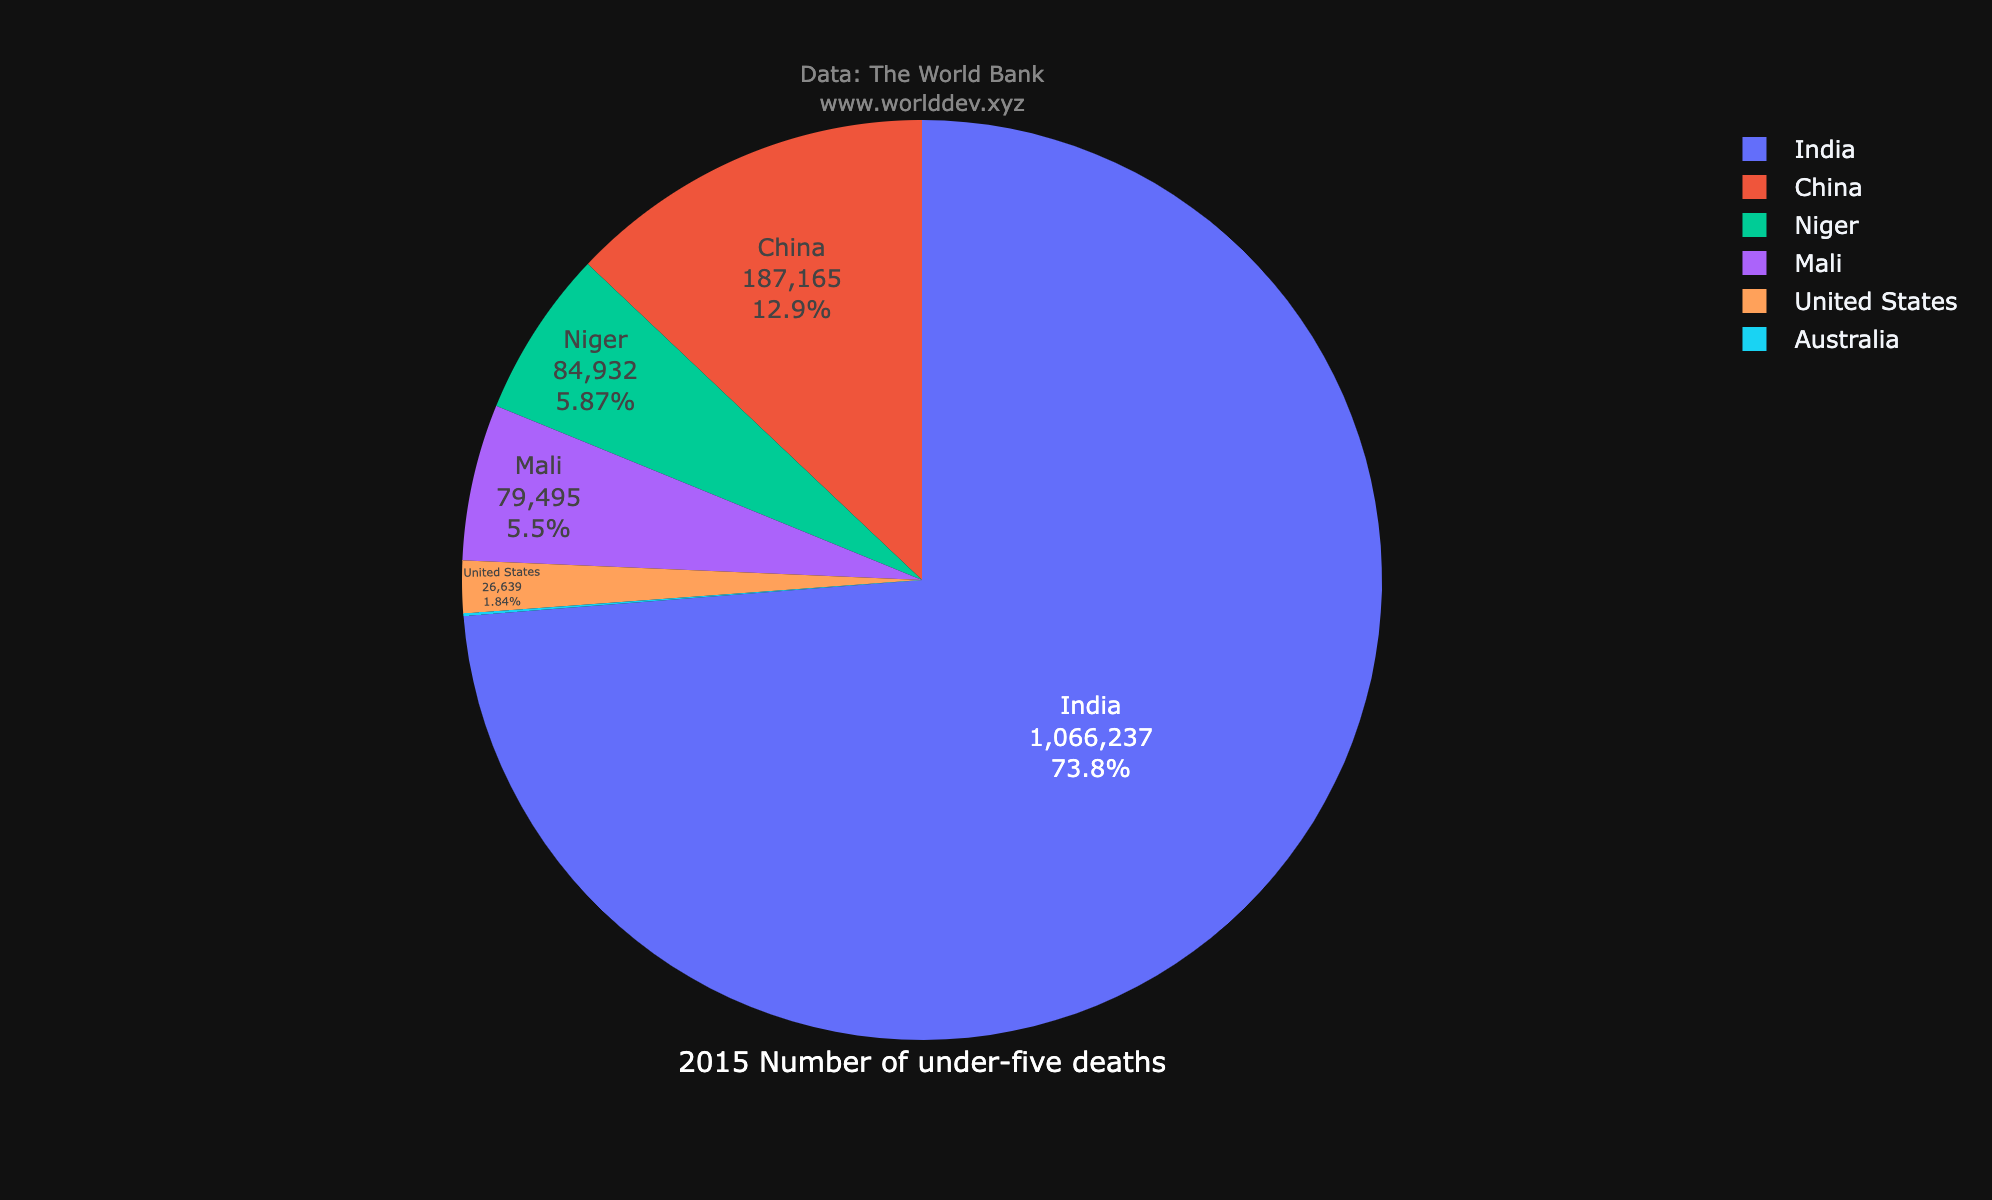 Data: The World Bank
www.worlddev.xyz
India
China
Niger
Mali
United States
Australia
China
187,165
12.9%
Niger
84,932
5.87%
Mali
79,495
5.5%
United States
26,639
1.84%
India
1,066,237
73.8%
2015 Number of under-five deaths